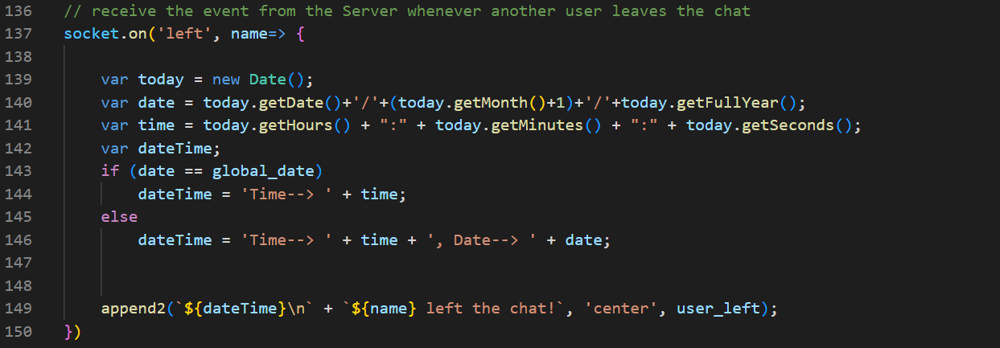 136 // receive the event from the Server whenever another user leaves the chat
137 socket.on('left', name=> {
138
139     var today = new Date();
140     var date = today.getDate()+'/'+(today.getMonth()+1)+'/'+today.getFullYear();
141     var time = today.getHours() + ":" + today.getMinutes() + ":" + today.getSeconds();
142     var dateTime;
143     if (date == global_date)
144         dateTime = 'Time--> ' + time;
145     else
146         dateTime = 'Time--> ' + time + ', Date--> ' + date;
147
148
149     append2(`${dateTime}\n` + `${name} left the chat!`, 'center', user_left);
150 })